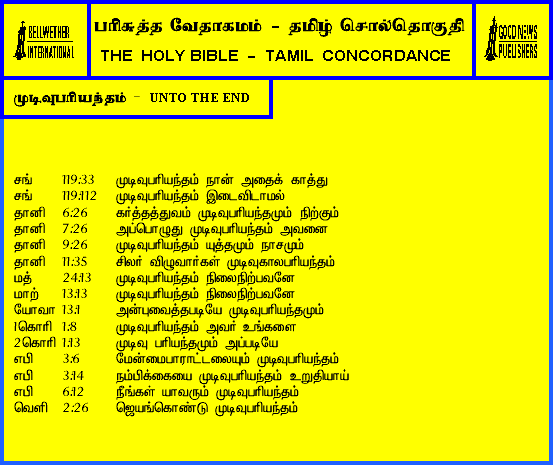 BELLWETHER INTERNATIONAL
பரிசுத்த வேதாகமம் - தமிழ் சொல்தொகுதி
THE HOLY BIBLE - TAMIL CONCORDANCE
GOOD NEWS PUBLISHERS
முடிவுபரியந்தம் - UNTO THE END
சங் 119:33 முடிவுபரியந்தம் நான் அதைக் காத்து
சங் 119:112 முடிவுபரியந்தம் இடைவிடாமல்
தானி 6:26 கர்த்தத்துவம் முடிவுபரியந்தமும் நிற்கும்
தானி 7:26 அப்பொழுது முடிவுபரியந்தம் அவனை
தானி 9:26 முடிவுபரியந்தம் யுத்தமும் நாசமும்
தானி 11:35 சிலர் விழுவார்கள் முடிவுகாலபரியந்தம்
மத் 24:13 முடிவுபரியந்தம் நிலைநிற்பவனே
மாற் 13:13 முடிவுபரியந்தம் நிலைநிற்பவனே
யோவா 13:1 அன்புவைத்தபடியே முடிவுபரியந்தமும்
1கொரி 1:8 முடிவுபரியந்தம் அவர் உங்களை
2கொரி 1:13 முடிவு பரியந்தமும் அப்படியே
எபி 3:6 மேன்மைபாராட்டலையும் முடிவுபரியந்தம்
எபி 3:14 நம்பிக்கையை முடிவுபரியந்தம் உறுதியாய்
எபி 6:12 நீங்கள் யாவரும் முடிவுபரியந்தம்
வெளி 2:26 ஜெயங்கொண்டு முடிவுபரியந்தம்